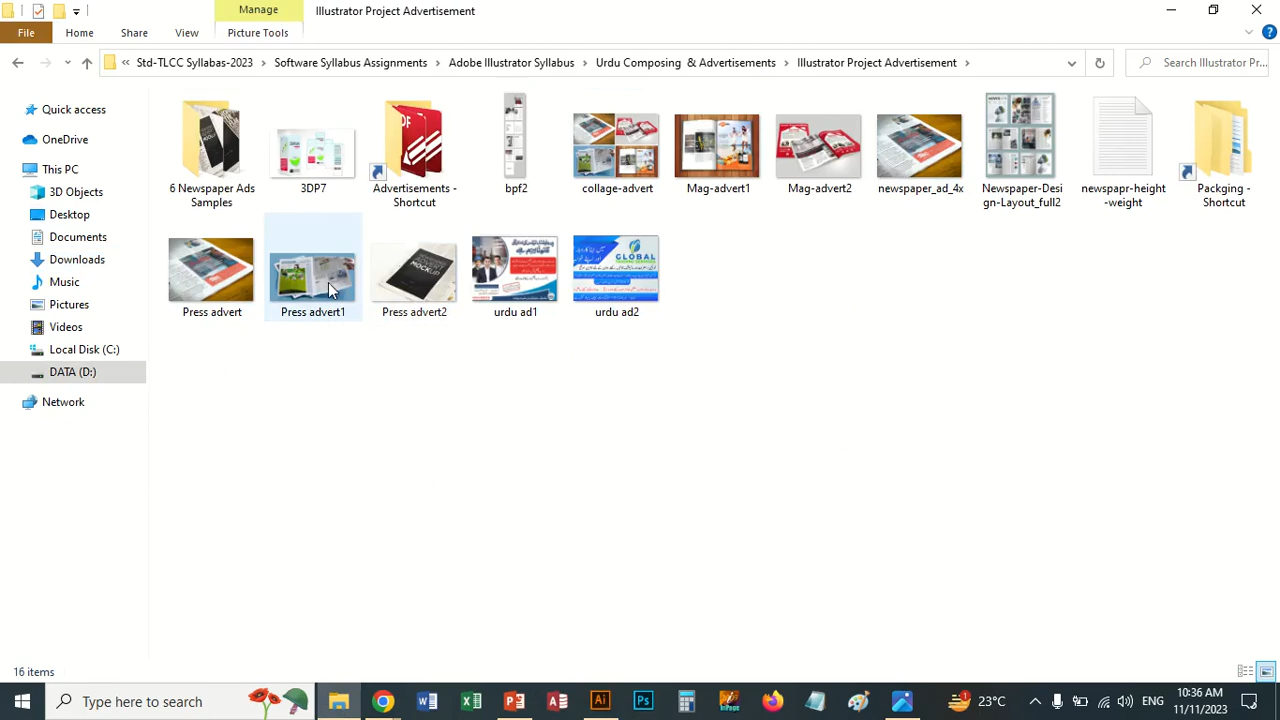 Manage
Illustrator Project Advertisement
File
Home
Share
View
Picture Tools
« Std-TLCC Syllabas-2023 › Software Syllabus Assignments › Adobe Illustrator Syllabus › Urdu Composing & Advertisements › Illustrator Project Advertisement ›
Search Illustrator Pr...
Quick access
OneDrive
This PC
3D Objects
Desktop
Documents
Downloads
Music
Pictures
Videos
Local Disk (C:)
DATA (D:)
Network
6 Newspaper Ads
Samples
3DP7
Advertisements -
Shortcut
bpf2
collage-advert
Mag-advert1
Mag-advert2
newspaper_ad_4x
Newspaper-Desi
gn-Layout_full2
newspapr-height
-weight
Packging -
Shortcut
Press advert
Press advert1
MOCKUP
Press advert2
urdu ad1
GLOBAL
urdu ad2
16 items
Type here to search
23°C
ENG
10:36 AM
11/11/2023